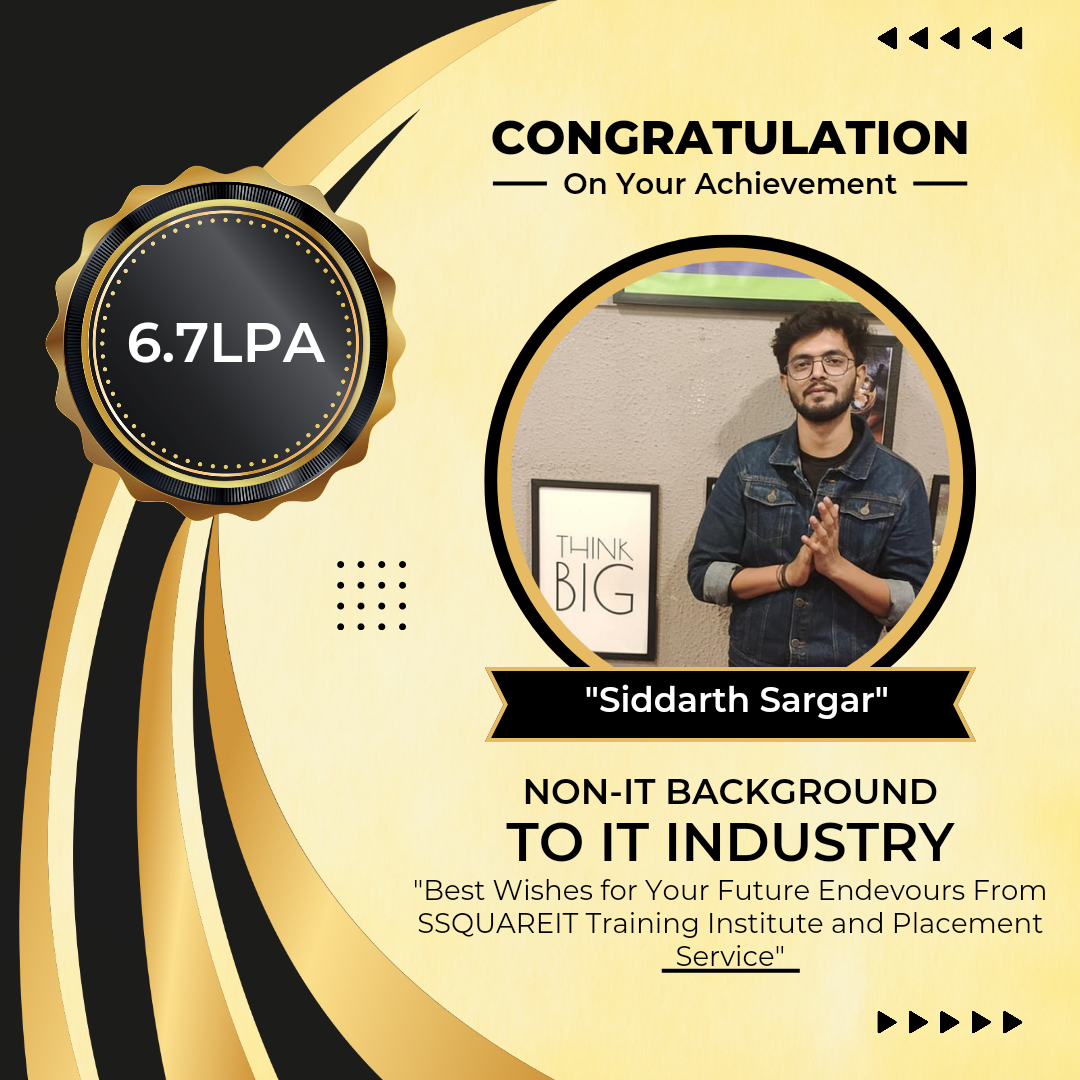 CONGRATULATION
On Your Achievement
6.7LPA
THINK
BIG
"Siddarth Sargar"
NON-IT BACKGROUND
TO IT INDUSTRY
"Best Wishes for Your Future Endevours From
SSQUAREIT Training Institute and Placement
Service"